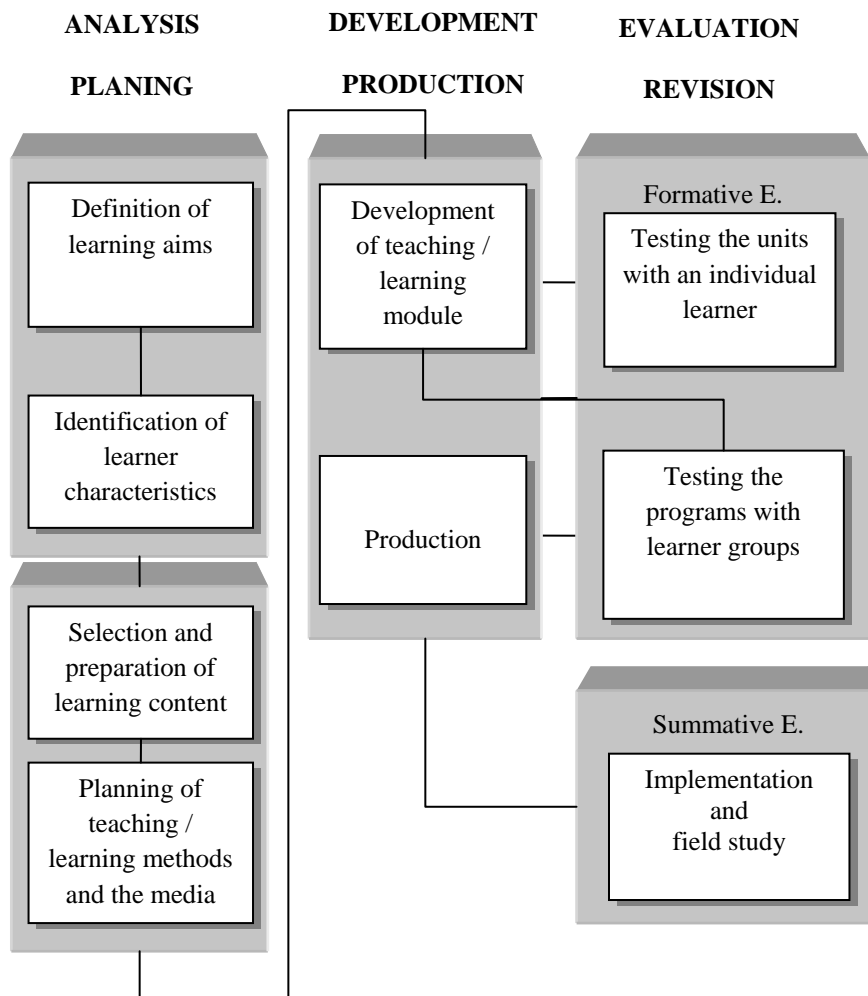 ANALYSIS
PLANING
DEVELOPMENT
PRODUCTION
EVALUATION
REVISION
Definition of
learning aims
Identification of
learner
characteristics
Selection and
preparation of
learning content
Planning of
teaching /
learning methods
and the media
Development
of teaching /
learning
module
Production
Formative E.
Testing the units
with an individual
learner
Testing the
programs with
learner groups
Summative E.
Implementation
and
field study